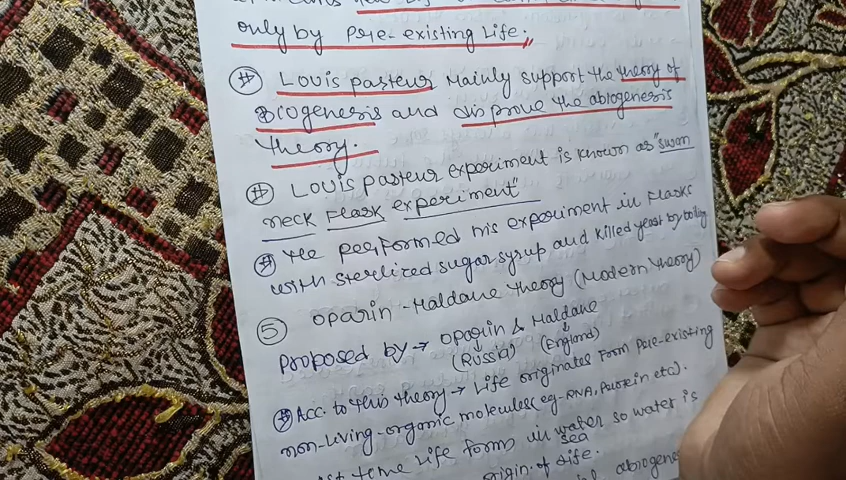 only by Pre-existing Life.
# Louis pasteur mainly support the theory of
Biogenesis and disprove the abiogenesis
theory.
# Louis pasteur experiment is known as "swan
neck Flask experiment"
# He performed his experiment in Flasks
with sterilized sugar syrup and killed yeast by boiling
5 Oparin - Haldane theory (Modern theory)
Proposed by → Oparin & Haldane
(Russia) (England)
# Acc. to this theory → Life originates from Pre-existing
non-living-organic molecules (eg-RNA, Protein, etc).
time Life forms in water so water is
sea
origin of life.
abiogene